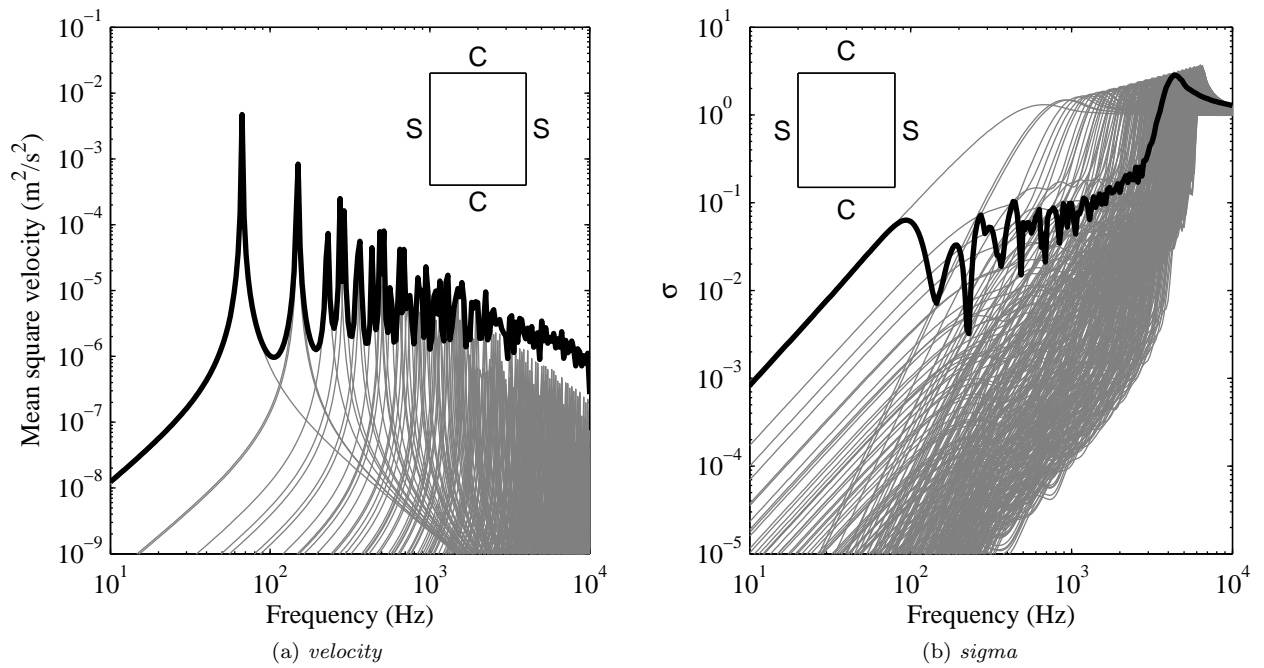 10^−1
10^−2
10^−3
10^−4
10^−5
10^−6
10^−7
10^−8
10^−9
Mean square velocity (m²/s²)
C
S S
C
10^1 10^2 10^3 10^4
Frequency (Hz)
(a) velocity
10^1
10^0
10^−1
10^−2
10^−3
10^−4
10^−5
σ
C
S S
C
10^1 10^2 10^3 10^4
Frequency (Hz)
(b) sigma